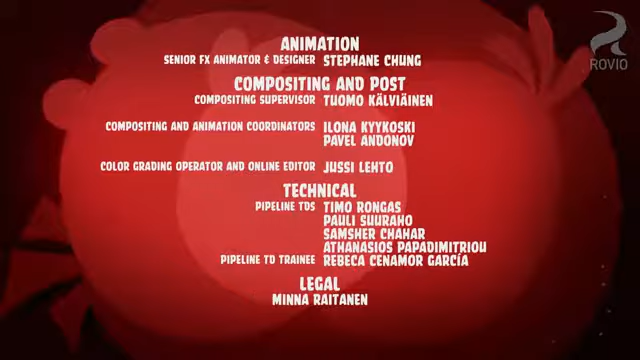 ROVIO
ANIMATION
SENIOR FX ANIMATOR & DESIGNER STEPHANE CHUNG
COMPOSITING AND POST
COMPOSITING SUPERVISOR TUOMO KÄLVIÄINEN
COMPOSITING AND ANIMATION COORDINATORS ILONA KYYKOSKI
PAVEL ANDONOV
COLOR GRADING OPERATOR AND ONLINE EDITOR JUSSI LEHTO
TECHNICAL
PIPELINE TDS TIMO RONGAS
PAULI SUURAHO
SAMSHER CHAHAR
ATHANASIOS PAPADIMITRIOU
PIPELINE TD TRAINEE REBECA CENAMOR GARCÍA
LEGAL
MINNA RAITANEN